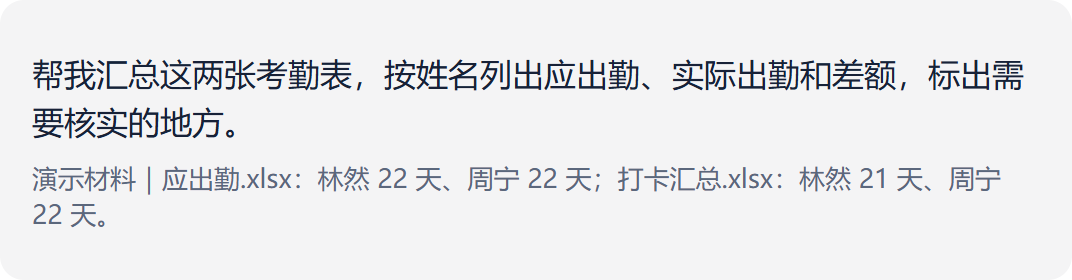 帮我汇总这两张考勤表，按姓名列出应出勤、实际出勤和差额，标出需
要核实的地方。
演示材料｜应出勤.xlsx：林然 22 天、周宁 22 天；打卡汇总.xlsx：林然 21 天、周宁
22 天。